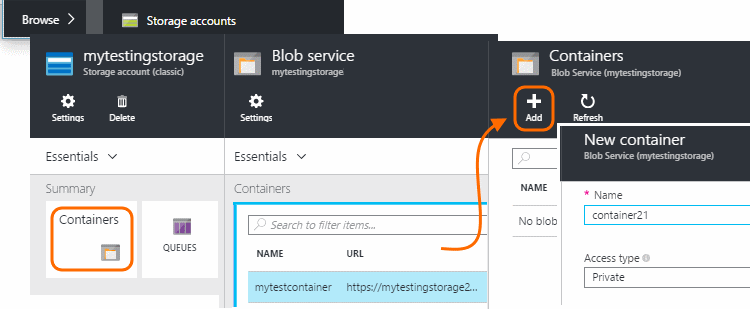 Browse
Storage accounts
mytestingstorage
Storage account (classic)
Settings
Delete
Essentials
Summary
Containers
QUEUES
Blob service
mytestingstorage
Settings
Essentials
Containers
Search to filter items...
NAME URL
mytestcontainer https://mytestingstorage2...
Containers
Blob Service (mytestingstorage)
Add
Refresh
NAME
No blob
New container
Blob Service (mytestingstorage)
* Name
container21
Access type
Private